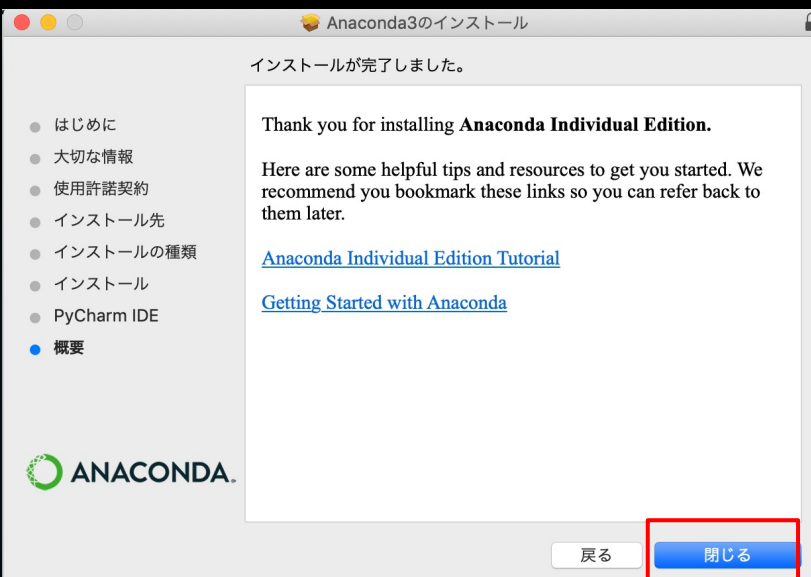 Anaconda3のインストール
インストールが完了しました。
はじめに
大切な情報
使用許諾契約
インストール先
インストールの種類
インストール
PyCharm IDE
概要
ANACONDA.
Thank you for installing Anaconda Individual Edition.
Here are some helpful tips and resources to get you started. We
recommend you bookmark these links so you can refer back to
them later.
Anaconda Individual Edition Tutorial
Getting Started with Anaconda
戻る
閉じる